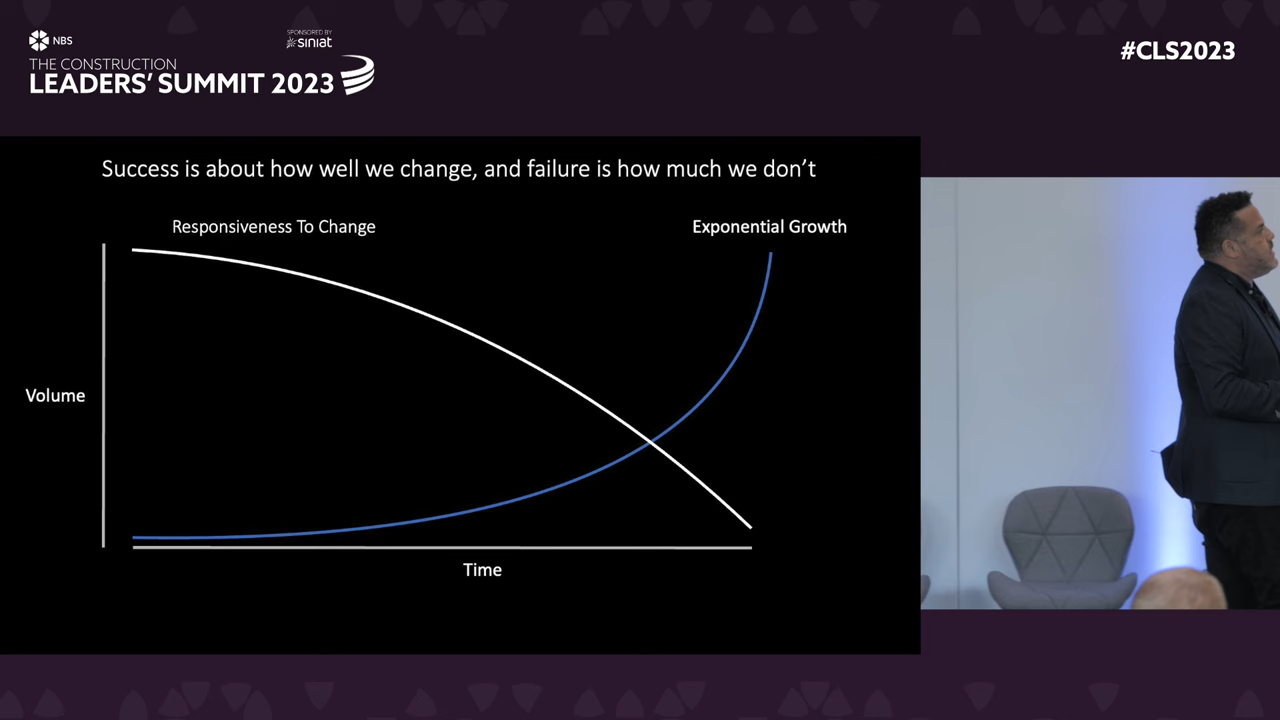 NBS
SPONSORED BY
siniat
THE CONSTRUCTION
LEADERS' SUMMIT 2023
#CLS2023
Success is about how well we change, and failure is how much we don't
Responsiveness To Change
Exponential Growth
Volume
Time